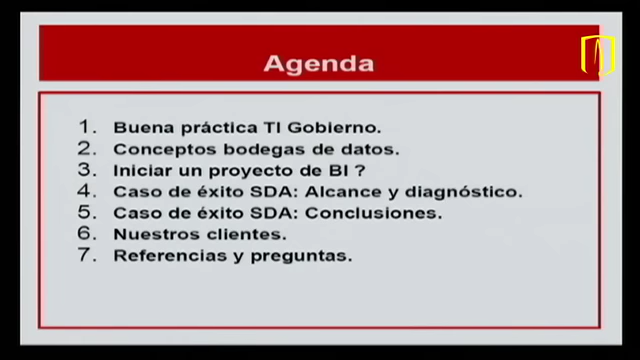 Agenda
1. Buena práctica TI Gobierno.
2. Conceptos bodegas de datos.
3. Iniciar un proyecto de BI ?
4. Caso de éxito SDA: Alcance y diagnóstico.
5. Caso de éxito SDA: Conclusiones.
6. Nuestros clientes.
7. Referencias y preguntas.